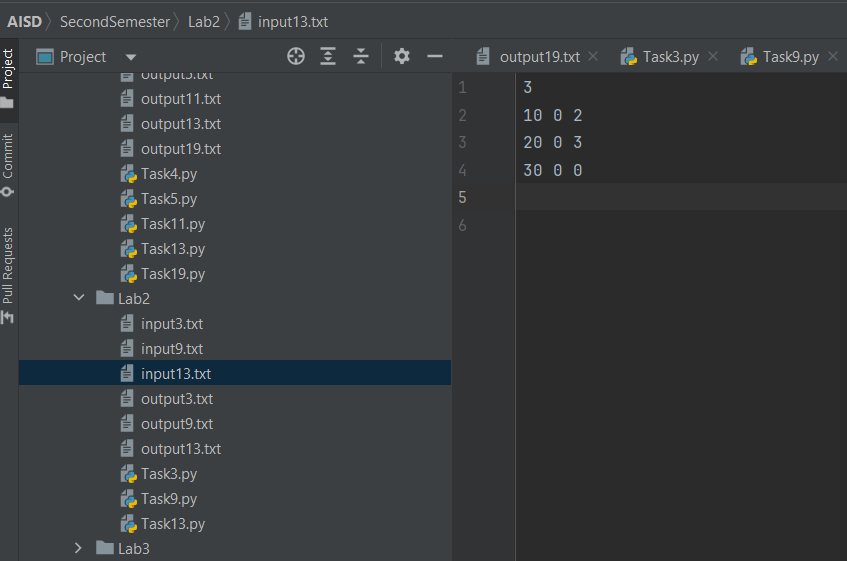 AISD SecondSemester Lab2 input13.txt
Project
Commit
Pull Requests
Project
output5.txt
output11.txt
output13.txt
output19.txt
Task4.py
Task5.py
Task11.py
Task13.py
Task19.py
Lab2
input3.txt
input9.txt
input13.txt
output3.txt
output9.txt
output13.txt
Task3.py
Task9.py
Task13.py
Lab3
output19.txt Task3.py Task9.py
1 3
2 10 0 2
3 20 0 3
4 30 0 0
5
6